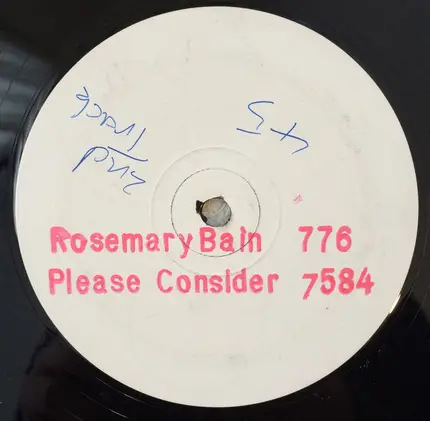 2nd
Track
45
Rosemary Bain 776
Please Consider 7584